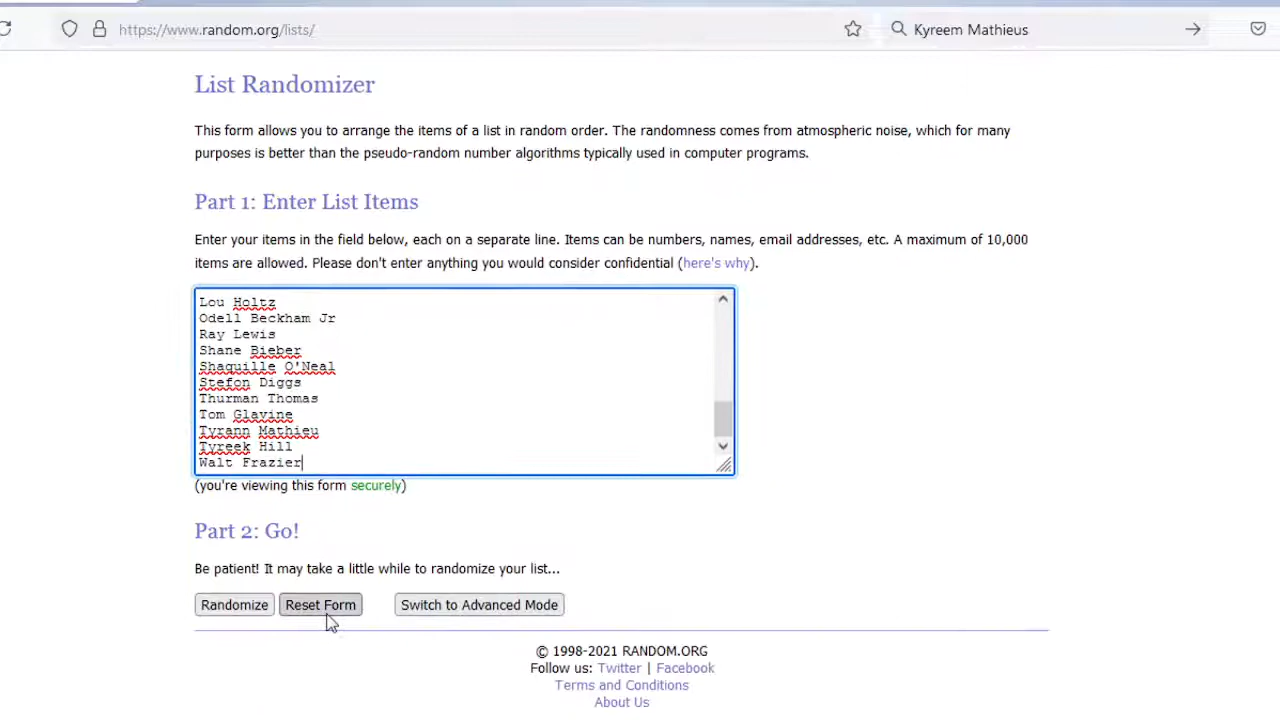 https://www.random.org/lists/
Kyreem Mathieus
List Randomizer
This form allows you to arrange the items of a list in random order. The randomness comes from atmospheric noise, which for many
purposes is better than the pseudo-random number algorithms typically used in computer programs.
Part 1: Enter List Items
Enter your items in the field below, each on a separate line. Items can be numbers, names, email addresses, etc. A maximum of 10,000
items are allowed. Please don't enter anything you would consider confidential (here's why).
Lou Holtz
Odell Beckham Jr
Ray Lewis
Shane Bieber
Shaquille O'Neal
Stefon Diggs
Thurman Thomas
Tom Glavine
Tyrann Mathieu
Tyreek Hill
Walt Frazier
(you're viewing this form securely)
Part 2: Go!
Be patient! It may take a little while to randomize your list...
Randomize Reset Form Switch to Advanced Mode
© 1998-2021 RANDOM.ORG
Follow us: Twitter | Facebook
Terms and Conditions
About Us